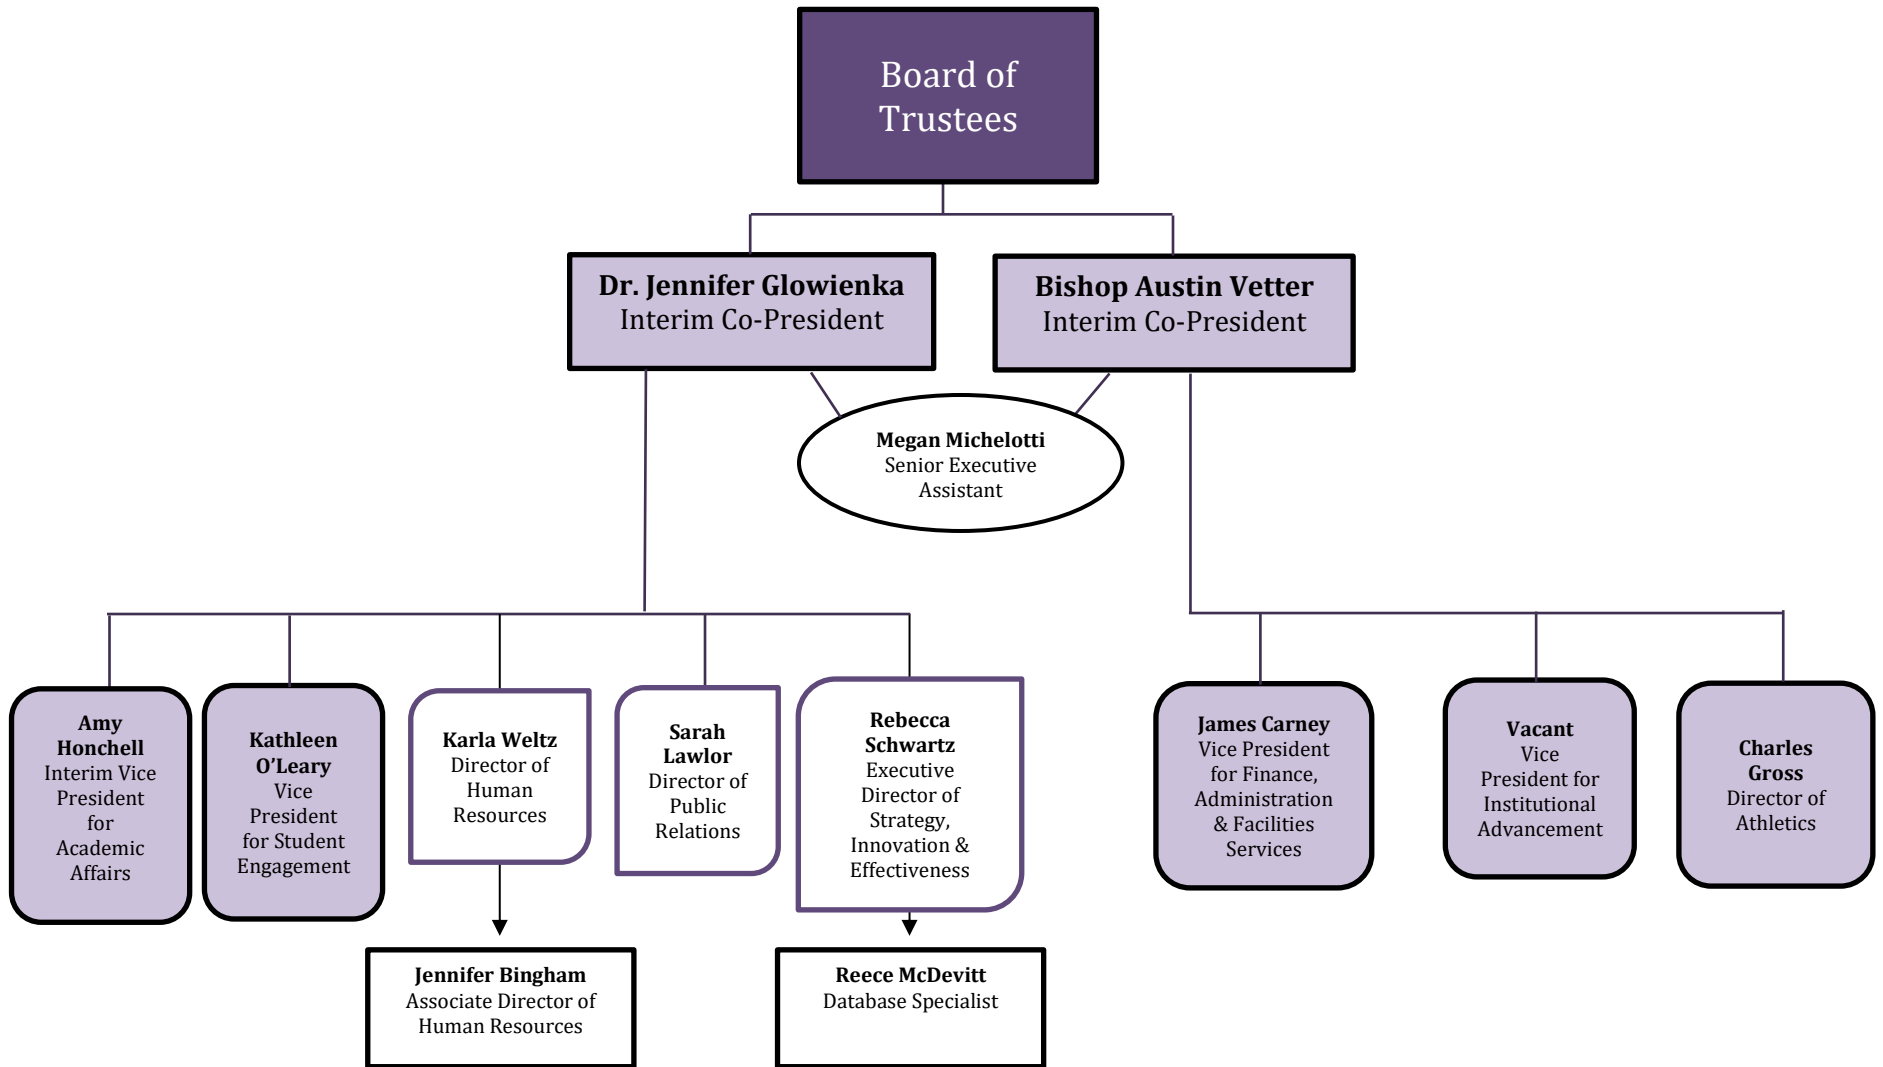 Board of
Trustees
Dr. Jennifer Glowienka
Interim Co-President
Bishop Austin Vetter
Interim Co-President
Megan Michelotti
Senior Executive
Assistant
Amy
Honchell
Interim Vice
President
for
Academic
Affairs
Kathleen
O’Leary
Vice
President
for Student
Engagement
Karla Weltz
Director of
Human
Resources
Sarah
Lawlor
Director of
Public
Relations
Rebecca
Schwartz
Executive
Director of
Strategy,
Innovation &
Effectiveness
James Carney
Vice President
for Finance,
Administration
& Facilities
Services
Vacant
Vice
President for
Institutional
Advancement
Charles
Gross
Director of
Athletics
Jennifer Bingham
Associate Director of
Human Resources
Reece McDevitt
Database Specialist